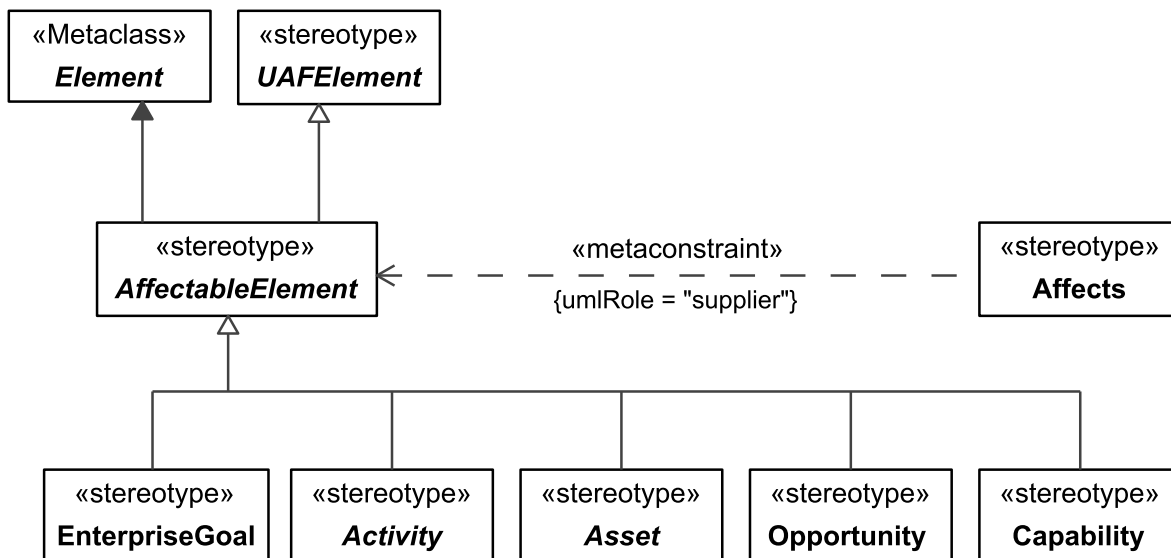 «Metaclass»
Element
«stereotype»
UAFElement
«stereotype»
AffectableElement
«metaconstraint»
{umlRole = "supplier"}
«stereotype»
Affects
«stereotype»
EnterpriseGoal
«stereotype»
Activity
«stereotype»
Asset
«stereotype»
Opportunity
«stereotype»
Capability